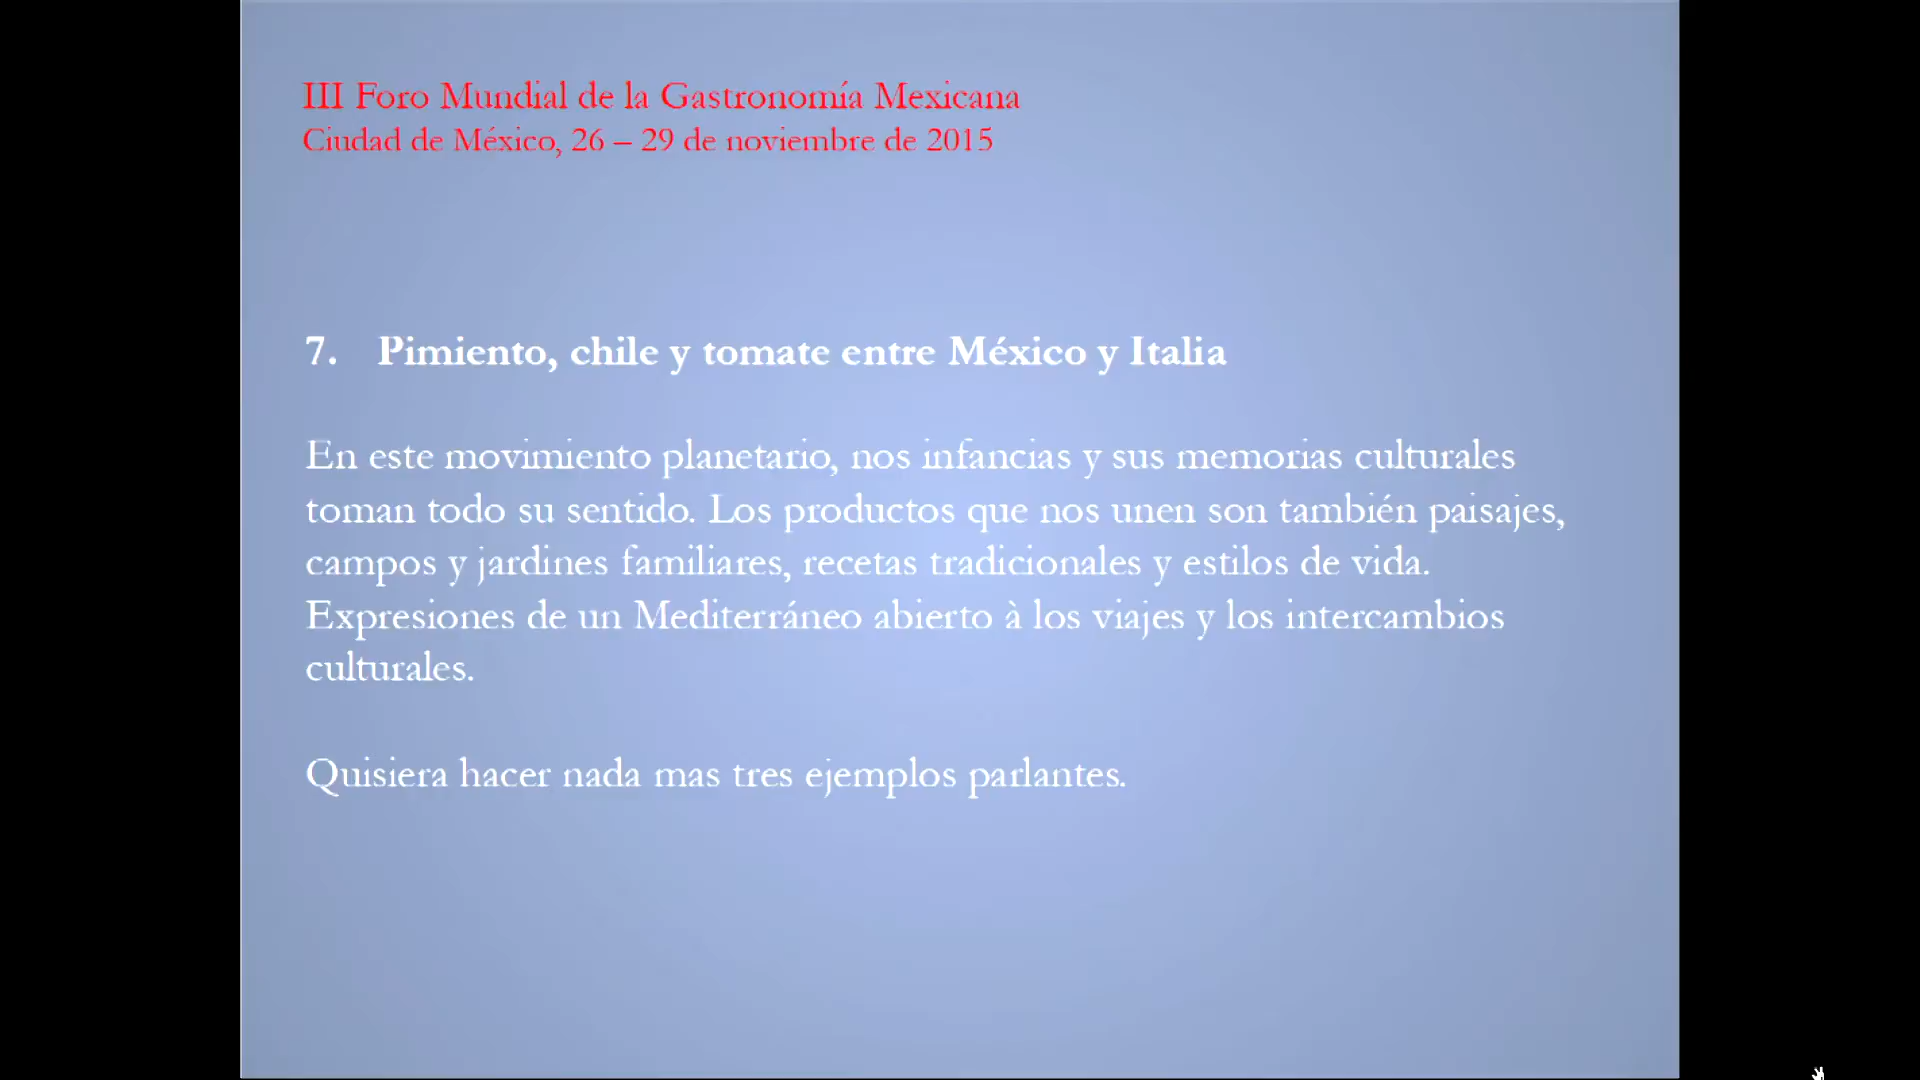 III Foro Mundial de la Gastronomía Mexicana
Ciudad de México, 26 – 29 de noviembre de 2015
7. Pimiento, chile y tomate entre México y Italia
En este movimiento planetario, nos infancias y sus memorias culturales
toman todo su sentido. Los productos que nos unen son también paisajes,
campos y jardines familiares, recetas tradicionales y estilos de vida.
Expresiones de un Mediterráneo abierto à los viajes y los intercambios
culturales.
Quisiera hacer nada mas tres ejemplos parlantes.